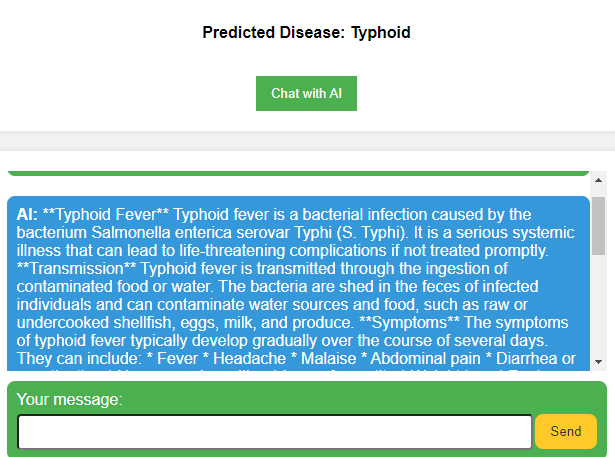 Predicted Disease: Typhoid
Chat with AI
AI: **Typhoid Fever** Typhoid fever is a bacterial infection caused by the
bacterium Salmonella enterica serovar Typhi (S. Typhi). It is a serious systemic
illness that can lead to life-threatening complications if not treated promptly.
**Transmission** Typhoid fever is transmitted through the ingestion of
contaminated food or water. The bacteria are shed in the feces of infected
individuals and can contaminate water sources and food, such as raw or
undercooked shellfish, eggs, milk, and produce. **Symptoms** The symptoms
of typhoid fever typically develop gradually over the course of several days.
They can include: * Fever * Headache * Malaise * Abdominal pain * Diarrhea or
Your message:
Send